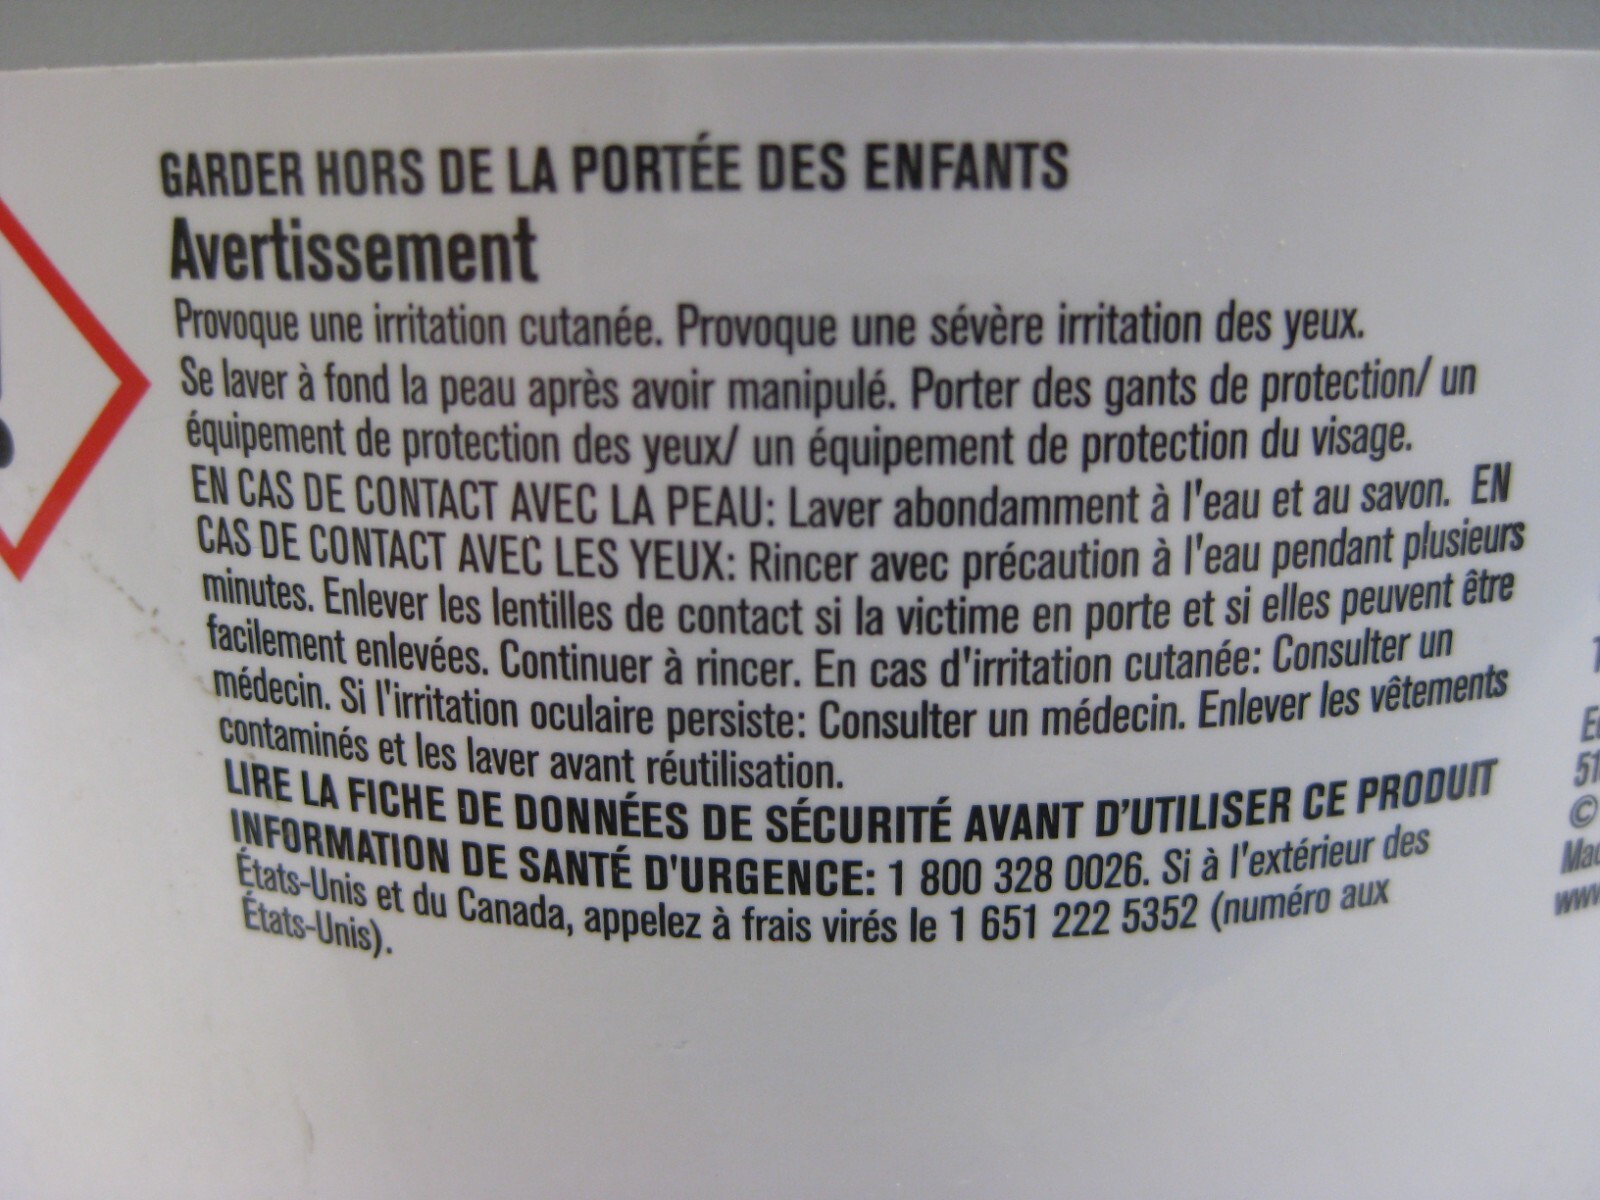 GARDER HORS DE LA PORTÉE DES ENFANTS
Avertissement
Provoque une irritation cutanée. Provoque une sévère irritation des yeux.
Se laver à fond la peau après avoir manipulé. Porter des gants de protection/ un
équipement de protection des yeux/ un équipement de protection du visage.
EN CAS DE CONTACT AVEC LA PEAU: Laver abondamment à l'eau et au savon. EN
CAS DE CONTACT AVEC LES YEUX: Rincer avec précaution à l'eau pendant plusieurs
minutes. Enlever les lentilles de contact si la victime en porte et si elles peuvent être
facilement enlevées. Continuer à rincer. En cas d'irritation cutanée: Consulter un
médecin. Si l'irritation oculaire persiste: Consulter un médecin. Enlever les vêtements
contaminés et les laver avant réutilisation.
LIRE LA FICHE DE DONNÉES DE SÉCURITÉ AVANT D'UTILISER CE PRODUIT
INFORMATION DE SANTÉ D'URGENCE: 1 800 328 0026. Si à l'extérieur des
États-Unis et du Canada, appelez à frais virés le 1 651 222 5352 (numéro aux
États-Unis).
51
©
www